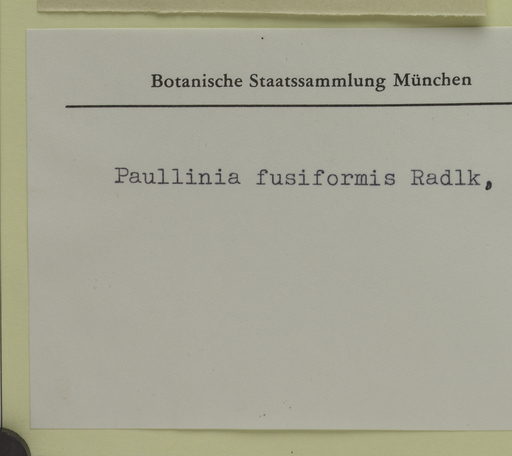 Botanische Staatssammlung München
Paullinia fusiformis Radlk,